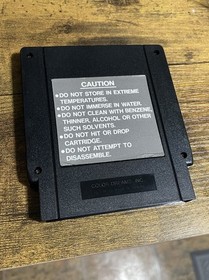 CAUTION
•DO NOT STORE IN EXTREME
TEMPERATURES.
•DO NOT IMMERSE IN WATER.
•DO NOT CLEAN WITH BENZENE,
THINNER, ALCOHOL OR OTHER
SUCH SOLVENTS.
•DO NOT HIT OR DROP
CARTRIDGE.
•DO NOT ATTEMPT TO
DISASSEMBLE.